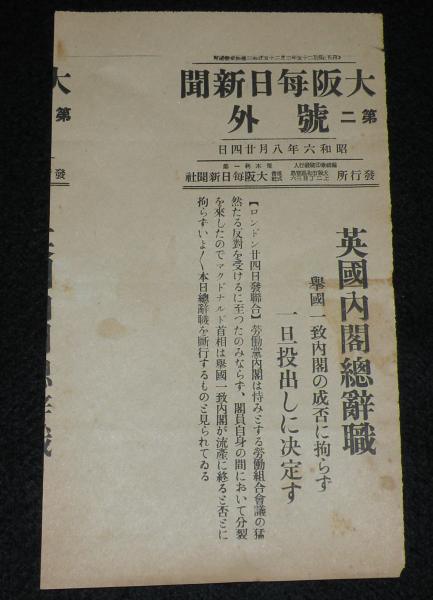 大阪每日新聞
第二號外
昭和六年八月廿四日
發行所
大阪每日新聞社
英國內閣總辭職
舉國一致內閣の成否に拘らず
一旦投出しに決定す
【ロンドン廿四日發聯合】勞働黨內閣は恃みとする勞働組合會議の猛
然たる反對を受けるに至つたのみならず、閣員自身の間において分裂
を來したのでマクドナルド首相は舉國一致內閣が流產に終ると否とに
拘らずいよ〱本日總辭職を斷行するものと見られてゐる
大
第
發